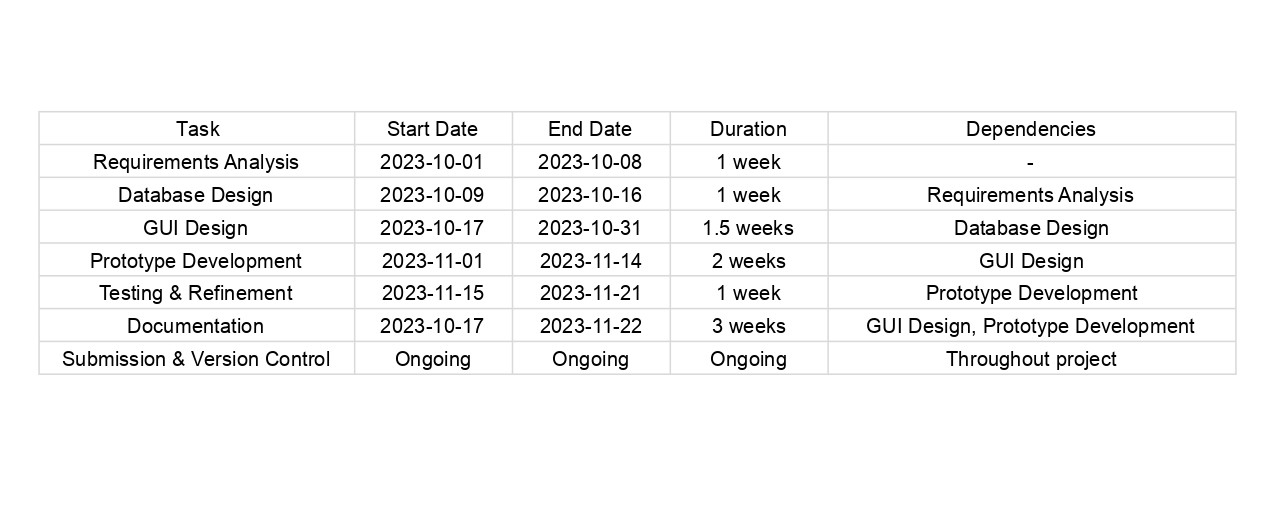 Task Start Date End Date Duration Dependencies
Requirements Analysis 2023-10-01 2023-10-08 1 week -
Database Design 2023-10-09 2023-10-16 1 week Requirements Analysis
GUI Design 2023-10-17 2023-10-31 1.5 weeks Database Design
Prototype Development 2023-11-01 2023-11-14 2 weeks GUI Design
Testing & Refinement 2023-11-15 2023-11-21 1 week Prototype Development
Documentation 2023-10-17 2023-11-22 3 weeks GUI Design, Prototype Development
Submission & Version Control Ongoing Ongoing Ongoing Throughout project